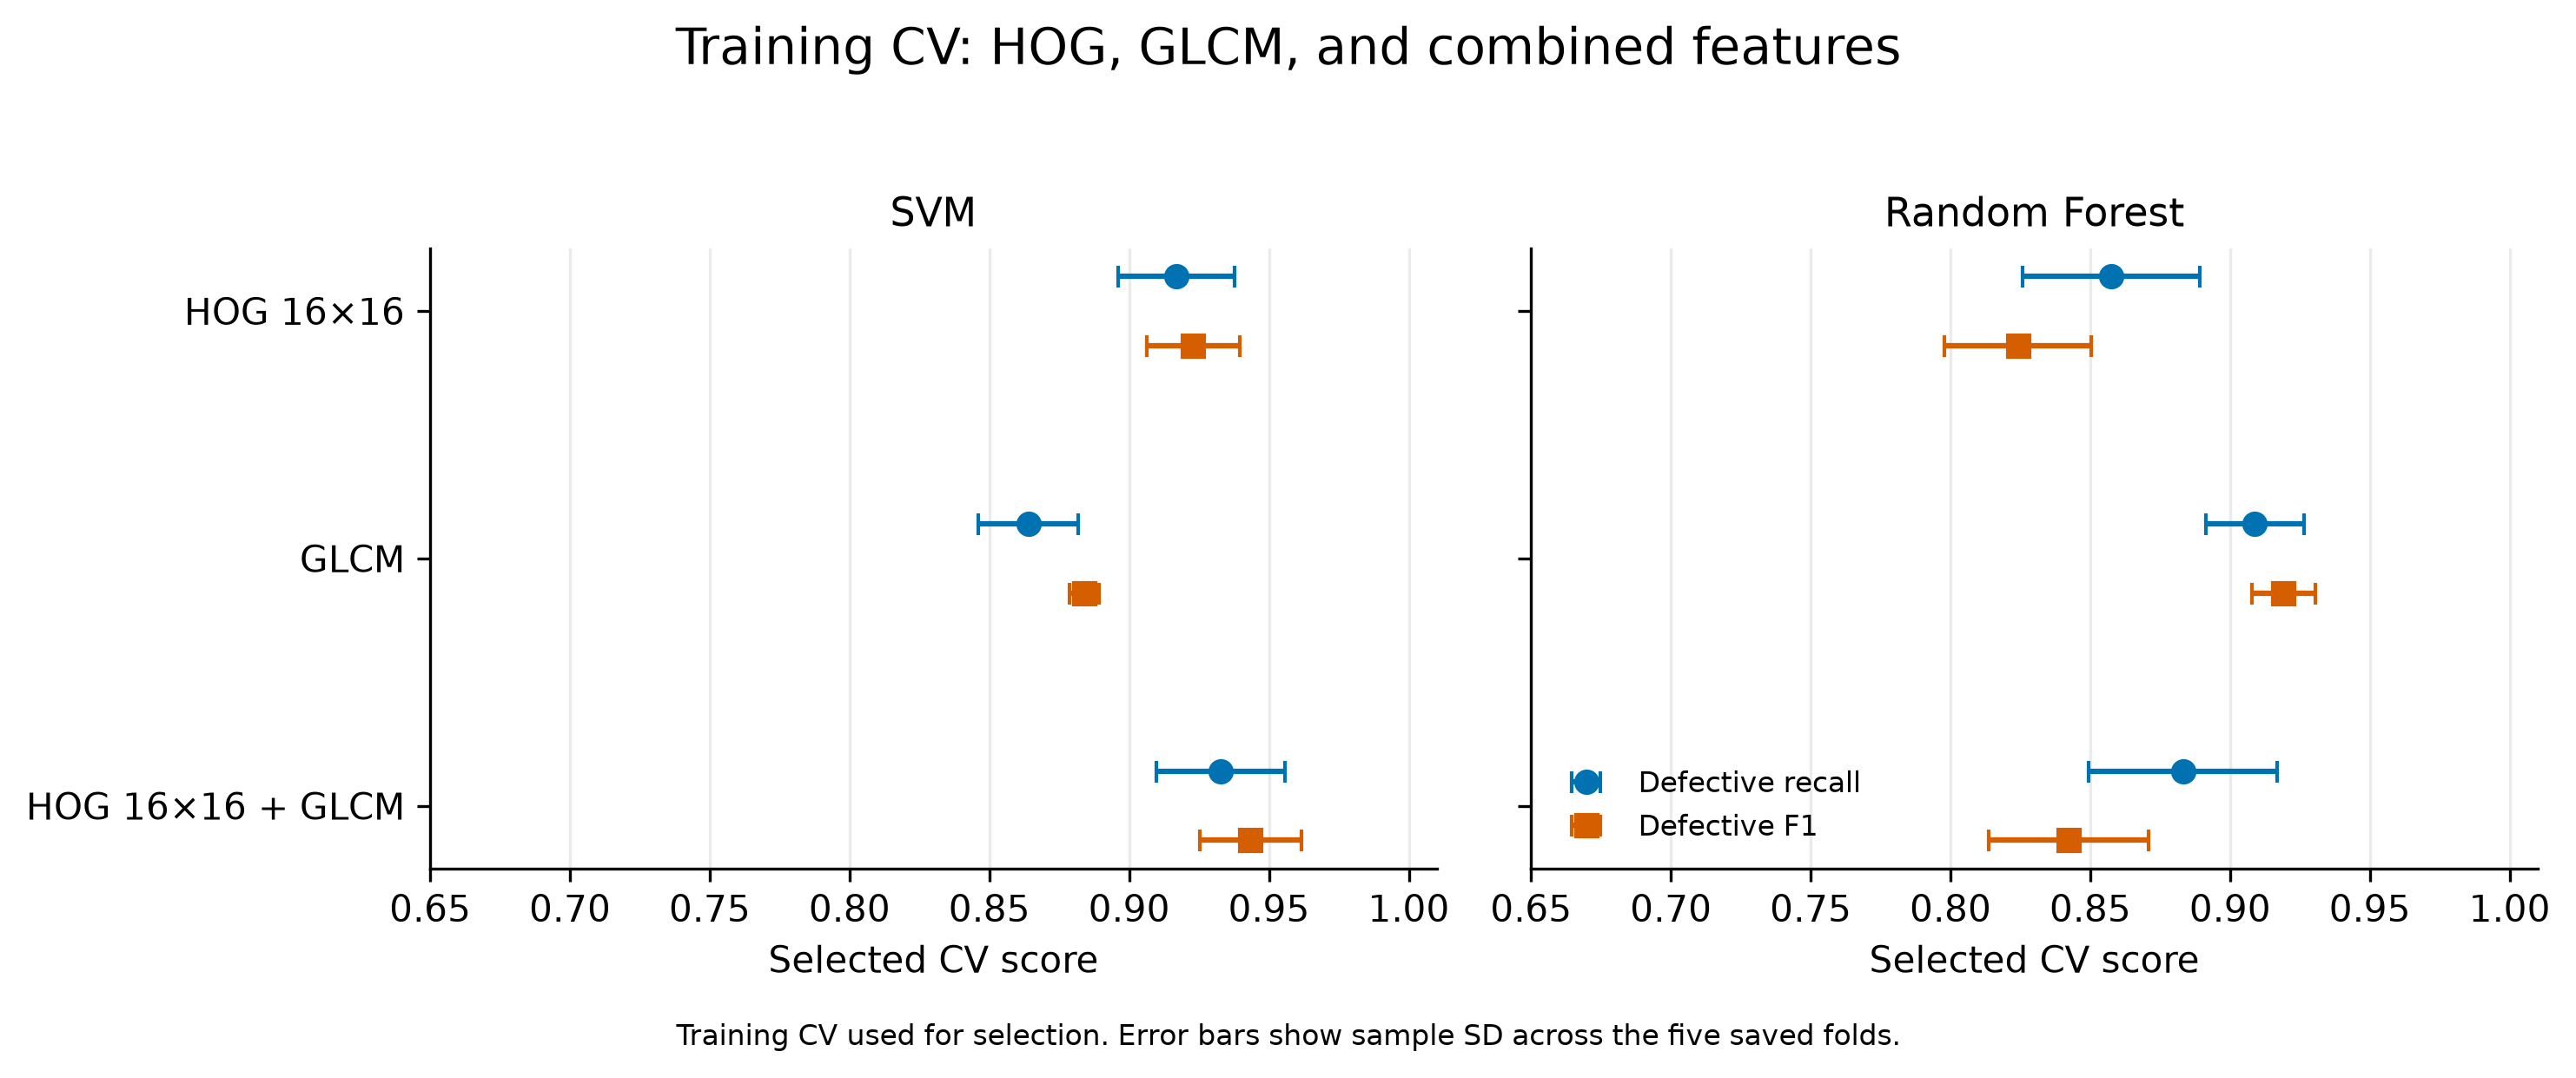 Training CV: HOG, GLCM, and combined features
SVM
Random Forest
HOG 16×16
GLCM
HOG 16×16 + GLCM
Defective recall
Defective F1
0.65 0.70 0.75 0.80 0.85 0.90 0.95 1.00
0.65 0.70 0.75 0.80 0.85 0.90 0.95 1.00
Selected CV score
Selected CV score
Training CV used for selection. Error bars show sample SD across the five saved folds.